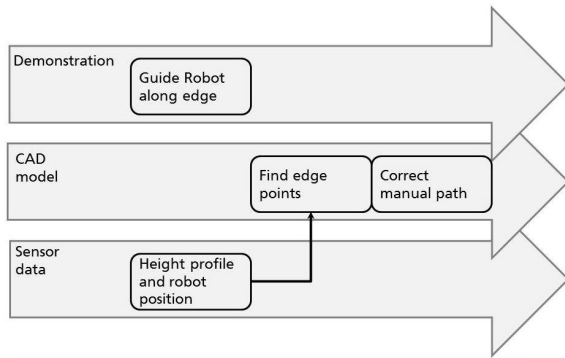 Demonstration
Guide Robot
along edge
CAD
model
Find edge
points
Correct
manual path
Sensor
data
Height profile
and robot
position